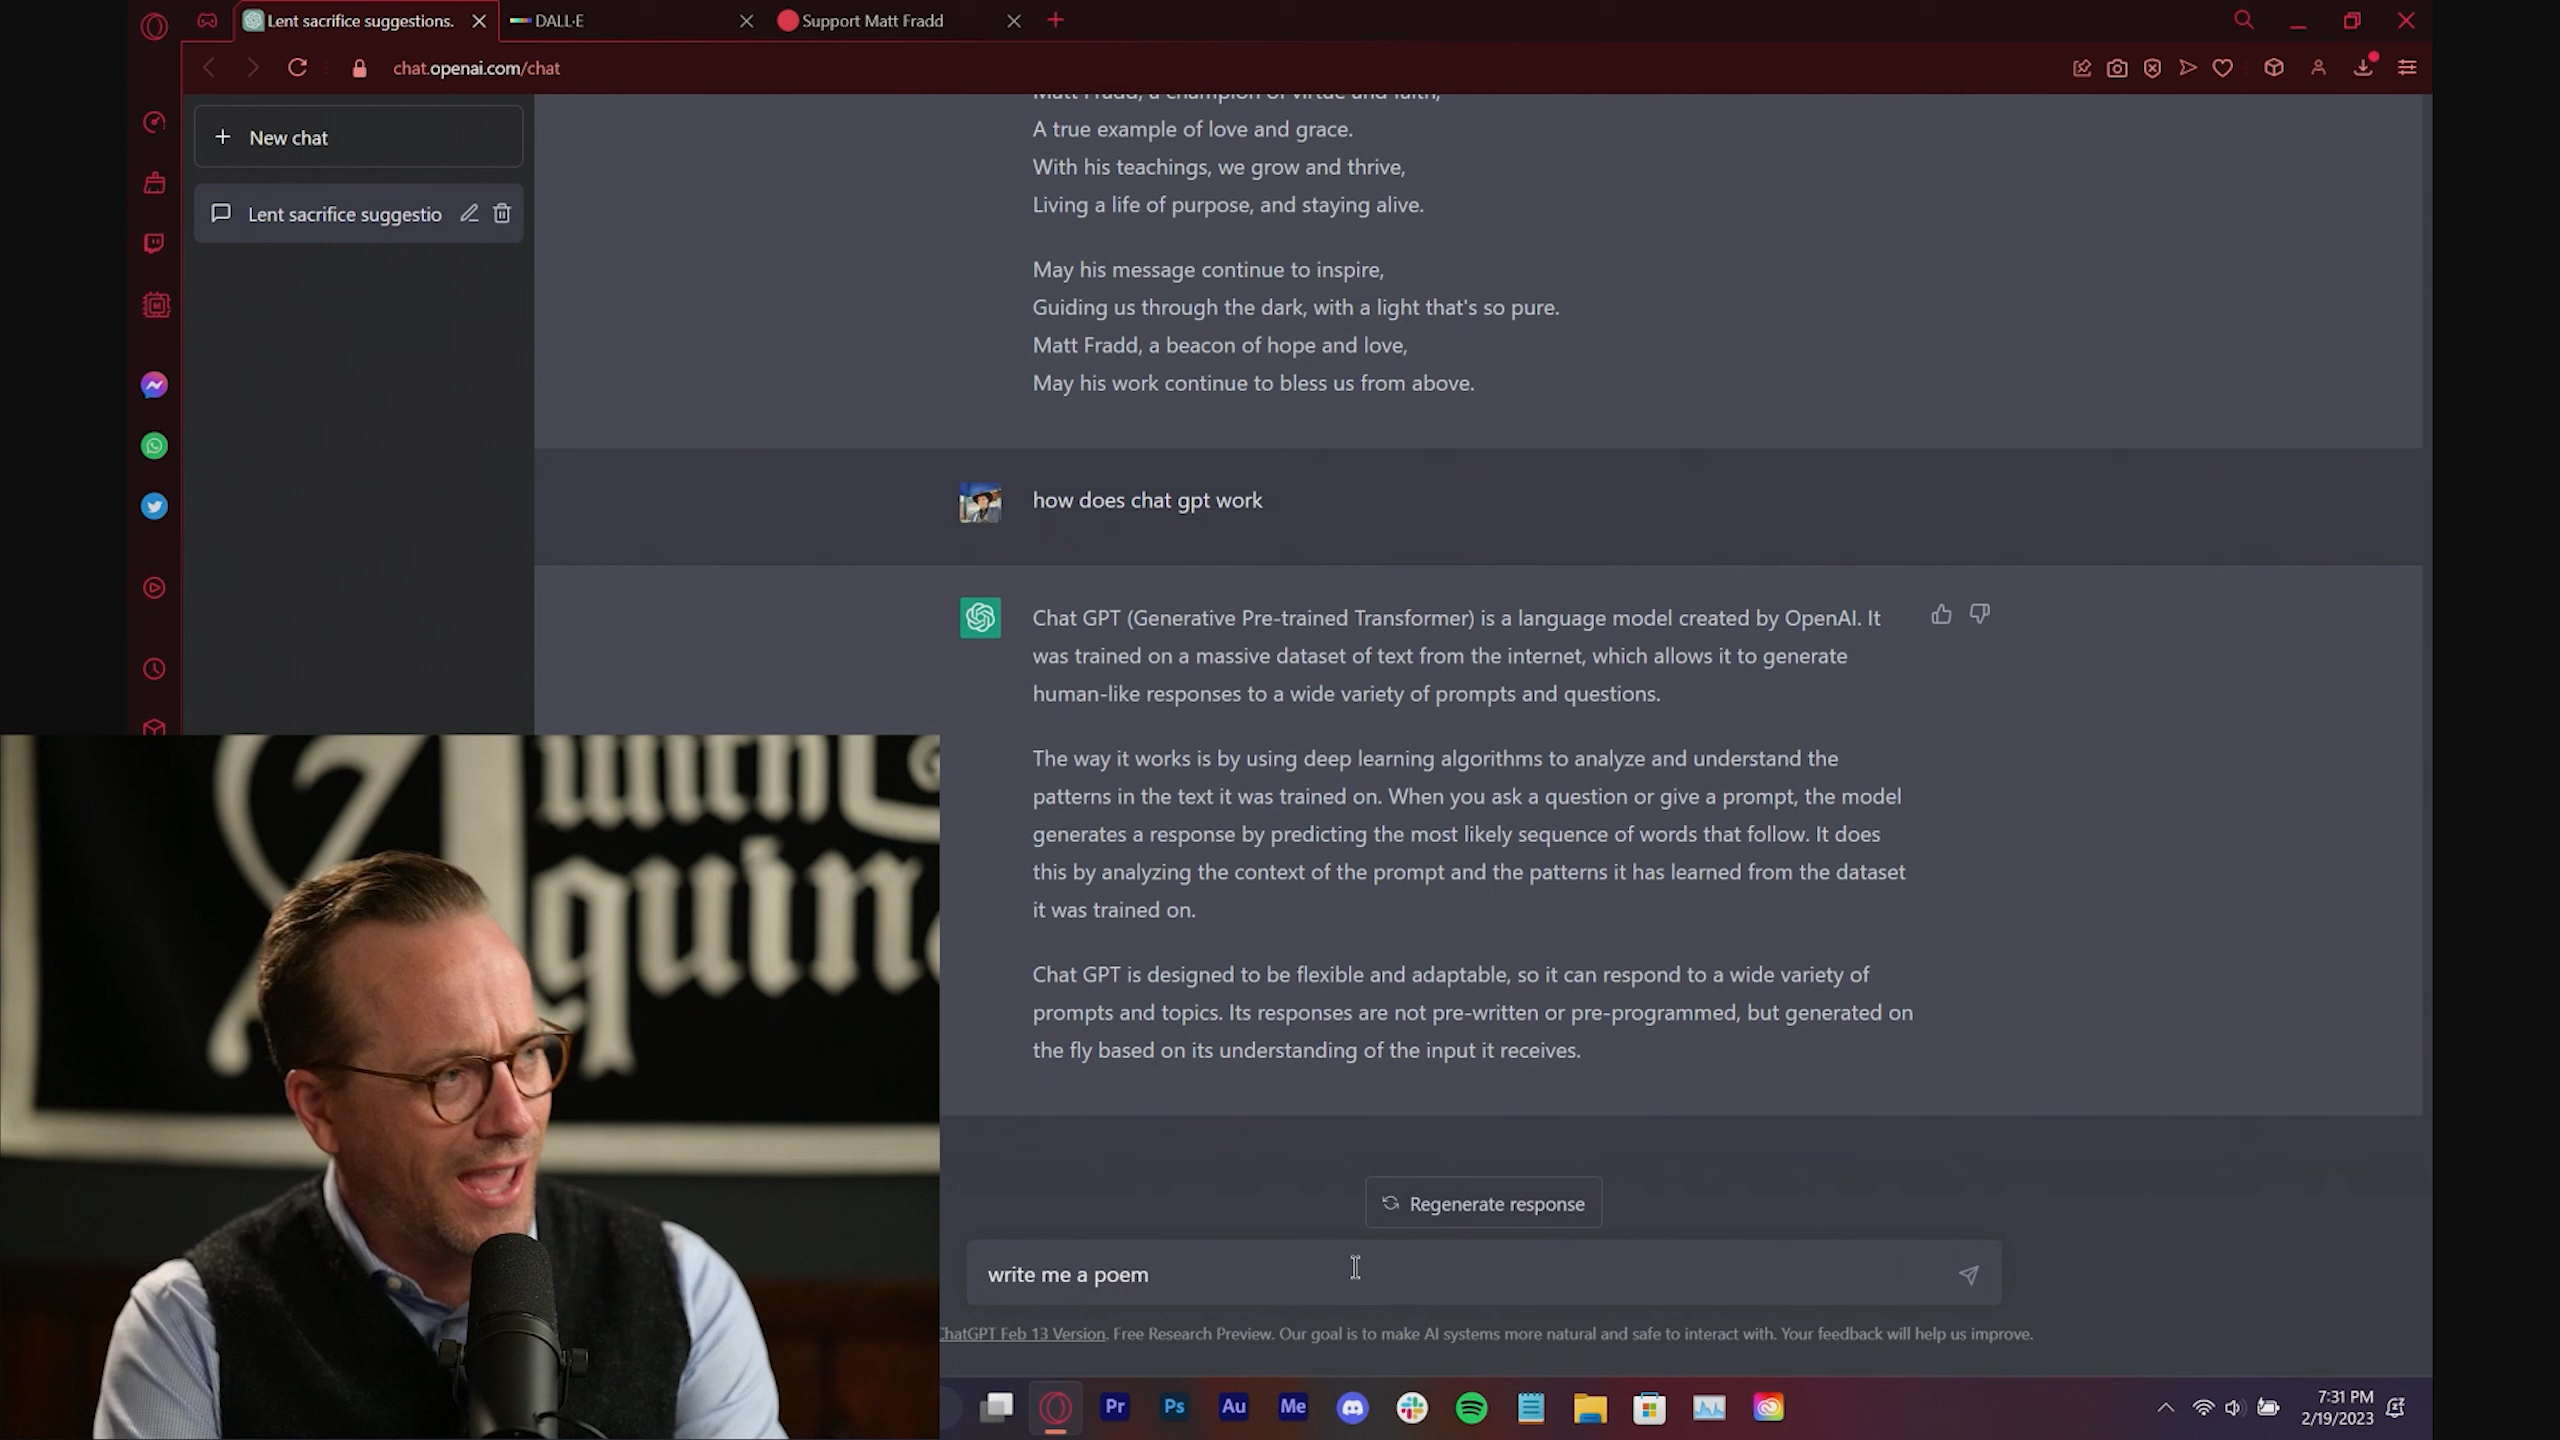 Lent sacrifice suggestions.
DALL·E
Support Matt Fradd
chat.openai.com/chat
New chat
Lent sacrifice suggestio
Matt Fradd, a champion of virtue and faith,
A true example of love and grace.
With his teachings, we grow and thrive,
Living a life of purpose, and staying alive.
May his message continue to inspire,
Guiding us through the dark, with a light that's so pure.
Matt Fradd, a beacon of hope and love,
May his work continue to bless us from above.
how does chat gpt work
Chat GPT (Generative Pre-trained Transformer) is a language model created by OpenAI. It
was trained on a massive dataset of text from the internet, which allows it to generate
human-like responses to a wide variety of prompts and questions.
The way it works is by using deep learning algorithms to analyze and understand the
patterns in the text it was trained on. When you ask a question or give a prompt, the model
generates a response by predicting the most likely sequence of words that follow. It does
this by analyzing the context of the prompt and the patterns it has learned from the dataset
it was trained on.
Chat GPT is designed to be flexible and adaptable, so it can respond to a wide variety of
prompts and topics. Its responses are not pre-written or pre-programmed, but generated on
the fly based on its understanding of the input it receives.
Regenerate response
write me a poem
ChatGPT Feb 13 Version. Free Research Preview. Our goal is to make AI systems more natural and safe to interact with. Your feedback will help us improve.
Pr
Ps
Au
Me
7:31 PM
2/19/2023